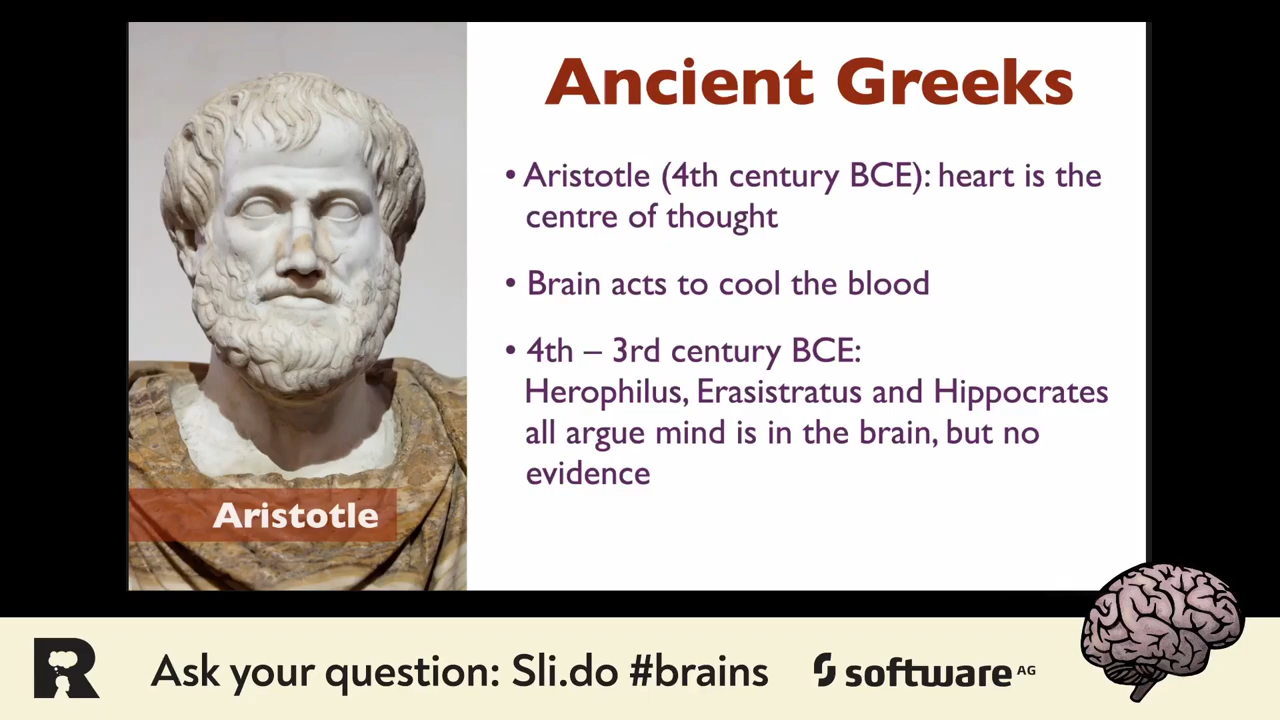 Ancient Greeks
• Aristotle (4th century BCE): heart is the
centre of thought
• Brain acts to cool the blood
• 4th – 3rd century BCE:
Herophilus, Erasistratus and Hippocrates
all argue mind is in the brain, but no
evidence
Aristotle
R
Ask your question: Sli.do #brains
software AG